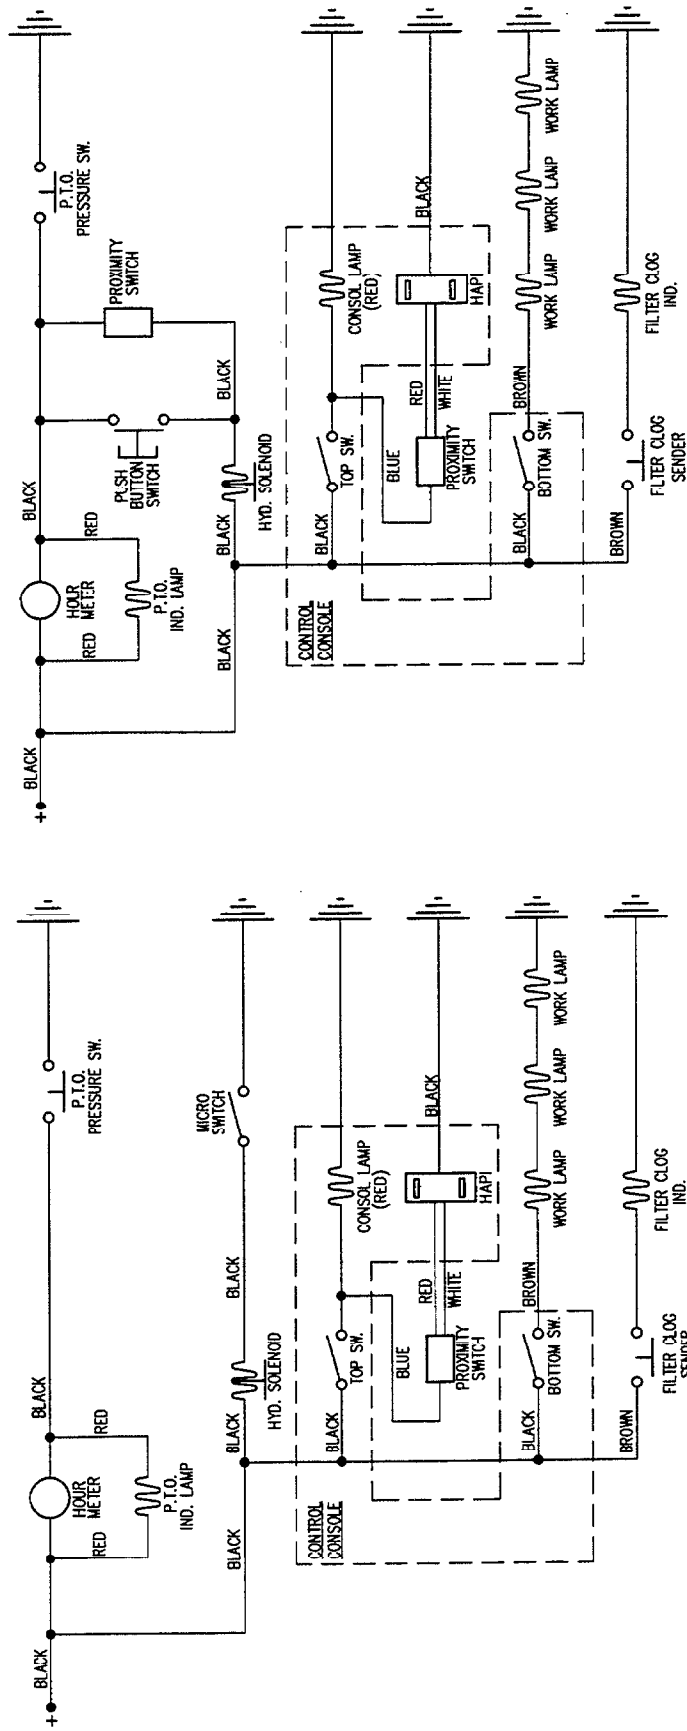 +
BLACK
RED
HOUR
METER
RED
BLACK
P.T.O.
IND. LAMP
P.T.O.
PRESSURE SW.
BLACK
BLACK
HYD. SOLENOID
BLACK
MICRO
SWITCH
CONTROL
CONSOLE
BLACK
TOP SW.
CONSOL LAMP
(RED)
BLUE
PROXIMITY
SWITCH
RED
WHITE
HAPI
BLACK
BLACK
BOTTOM SW.
BROWN
WORK LAMP
WORK LAMP
WORK LAMP
BROWN
FILTER CLOG
SENDER
FILTER CLOG
IND.
+
BLACK
RED
HOUR
METER
RED
BLACK
P.T.O.
IND. LAMP
PUSH
BUTTON
SWITCH
PROXIMITY
SWITCH
P.T.O.
PRESSURE SW.
BLACK
BLACK
HYD. SOLENOID
BLACK
CONTROL
CONSOLE
BLACK
TOP SW.
CONSOL LAMP
(RED)
BLUE
PROXIMITY
SWITCH
RED
WHITE
HAPI
BLACK
BLACK
BOTTOM SW.
BROWN
WORK LAMP
WORK LAMP
WORK LAMP
BROWN
FILTER CLOG
SENDER
FILTER CLOG
IND.